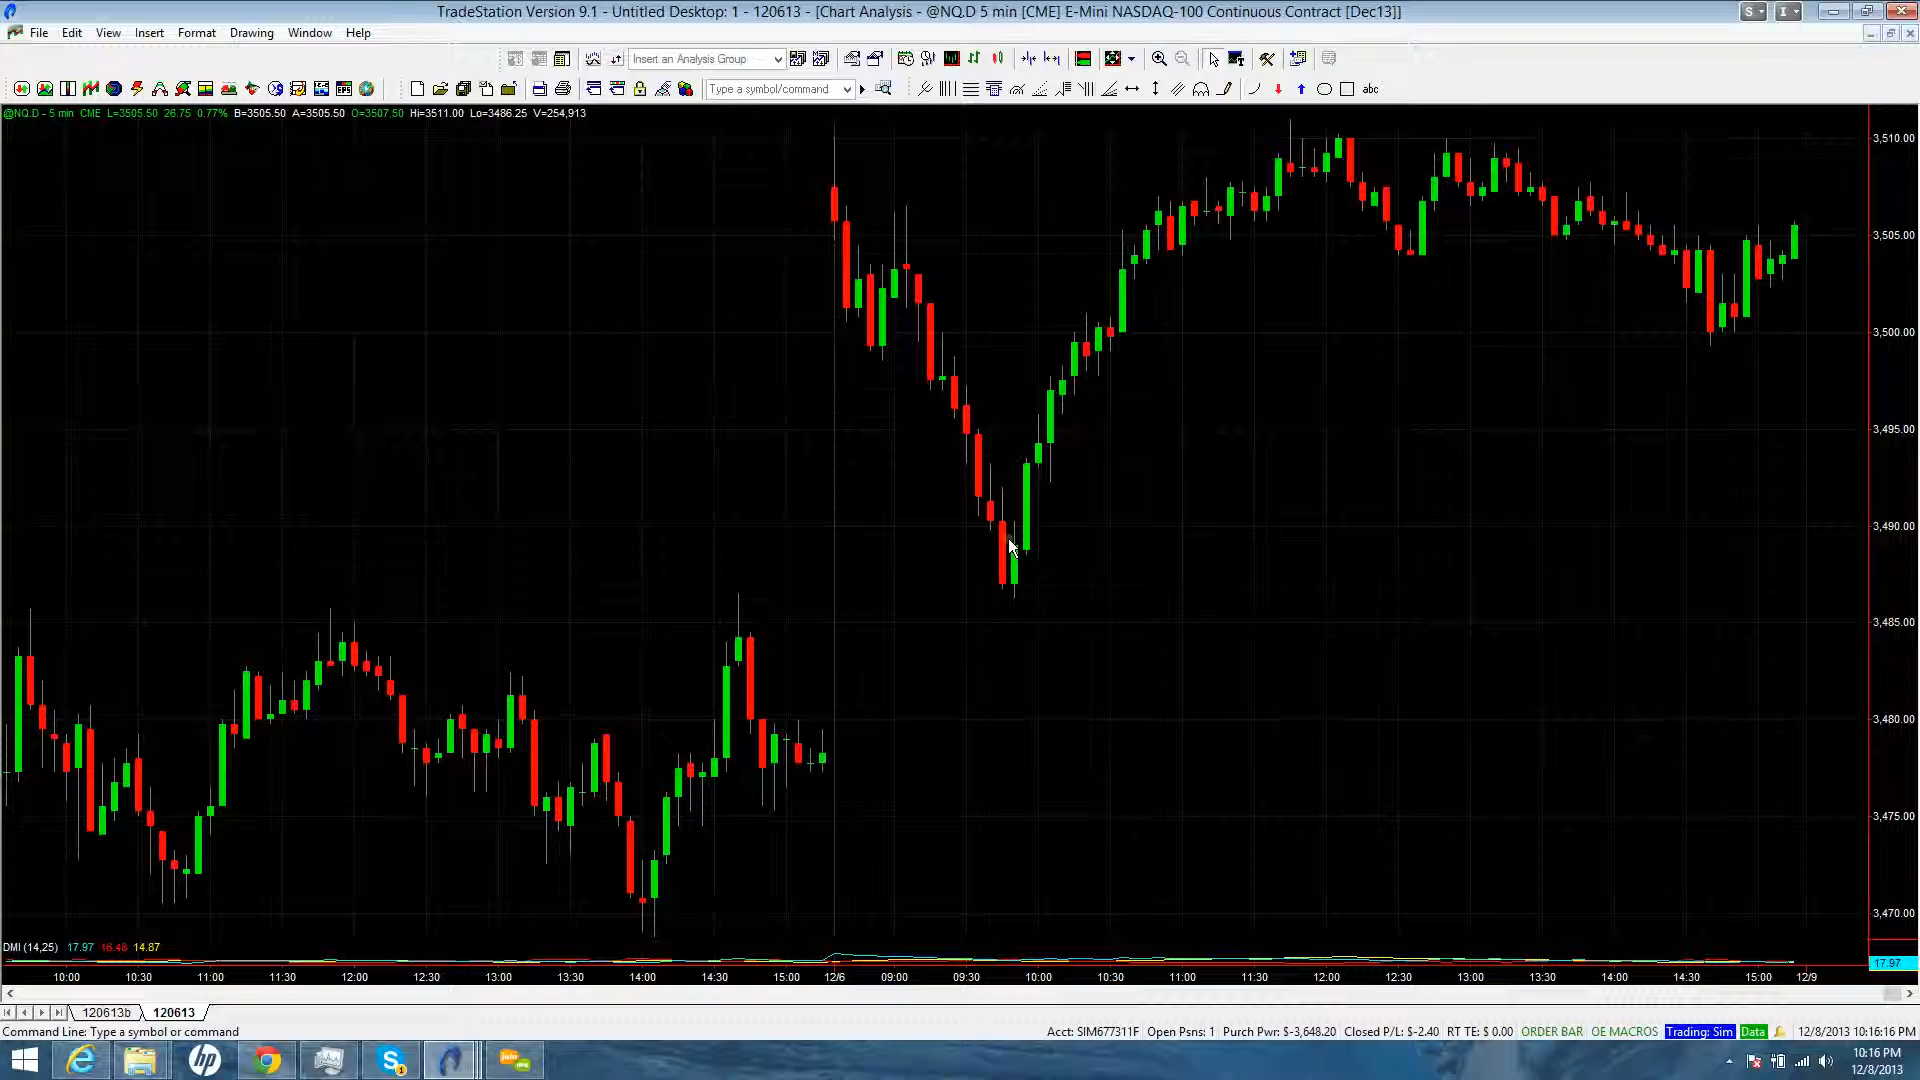 TradeStation Version 9.1 - Untitled Desktop: 1 - 120613 - [Chart Analysis - @NQ.D 5 min [CME] E-Mini NASDAQ-100 Continuous Contract [Dec13]]
S I
File Edit View Insert Format Drawing Window Help
Insert an Analysis Group
Type a symbol/command abc
@NQ.D - 5 min CME L=3505.50 26.75 0.77% B=3505.50 A=3505.50 O=3507.50 Hi=3511.00 Lo=3486.25 V=254,913
3,510.00
3,505.00
3,500.00
3,495.00
3,490.00
3,485.00
3,480.00
3,475.00
3,470.00
DMI (14,25) 17.97 16.48 14.87
17.97
10:00 10:30 11:00 11:30 12:00 12:30 13:00 13:30 14:00 14:30 15:00 12/6 09:00 09:30 10:00 10:30 11:00 11:30 12:00 12:30 13:00 13:30 14:00 14:30 15:00 12/9
120613b 120613
Command Line: Type a symbol or command Acct: SIM677311F Open Psns: 1 Purch Pwr: $-3,648.20 Closed P/L: $-2.40 RT TE: $ 0.00 ORDER BAR OE MACROS Trading: Sim Data 12/8/2013 10:16:16 PM
10:16 PM
12/8/2013